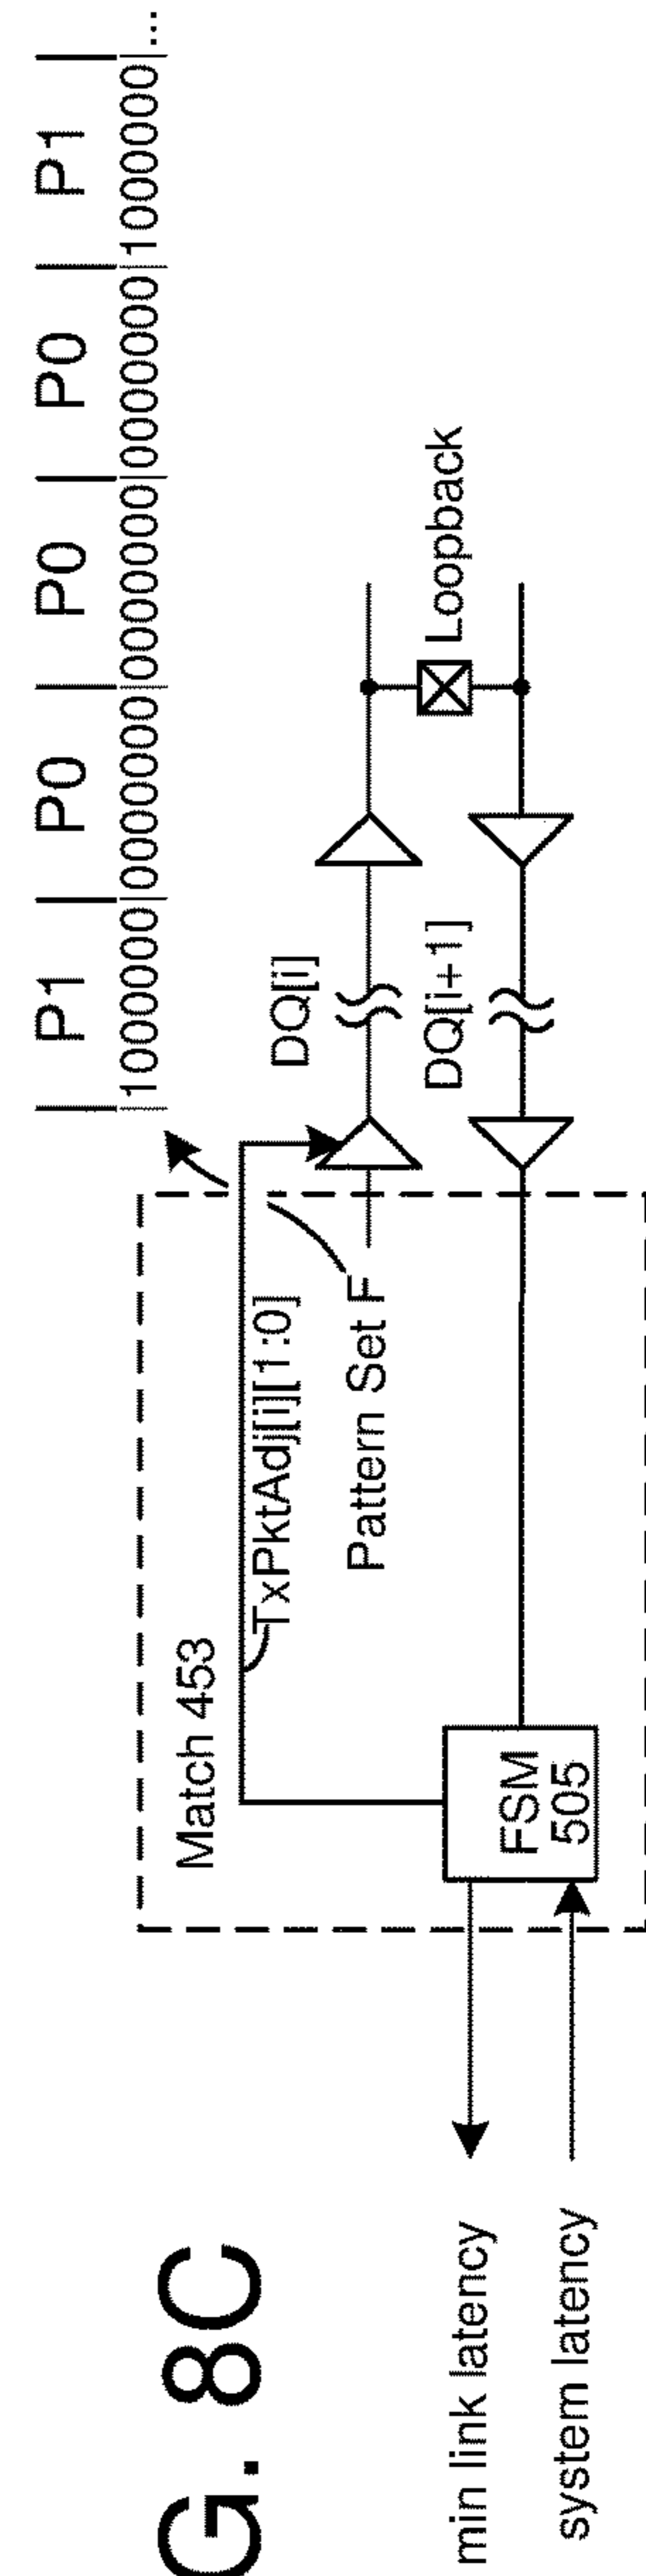 | P1 | P0 | P0 | P0 | P1 |
|1000000|0000000|0000000|0000000|1000000|...
Match 453
TxPktAdj[i][1:0]
Pattern Set F
DQ[i]
DQ[i+1]
Loopback
FSM
505
min link latency
system latency
G. 8C